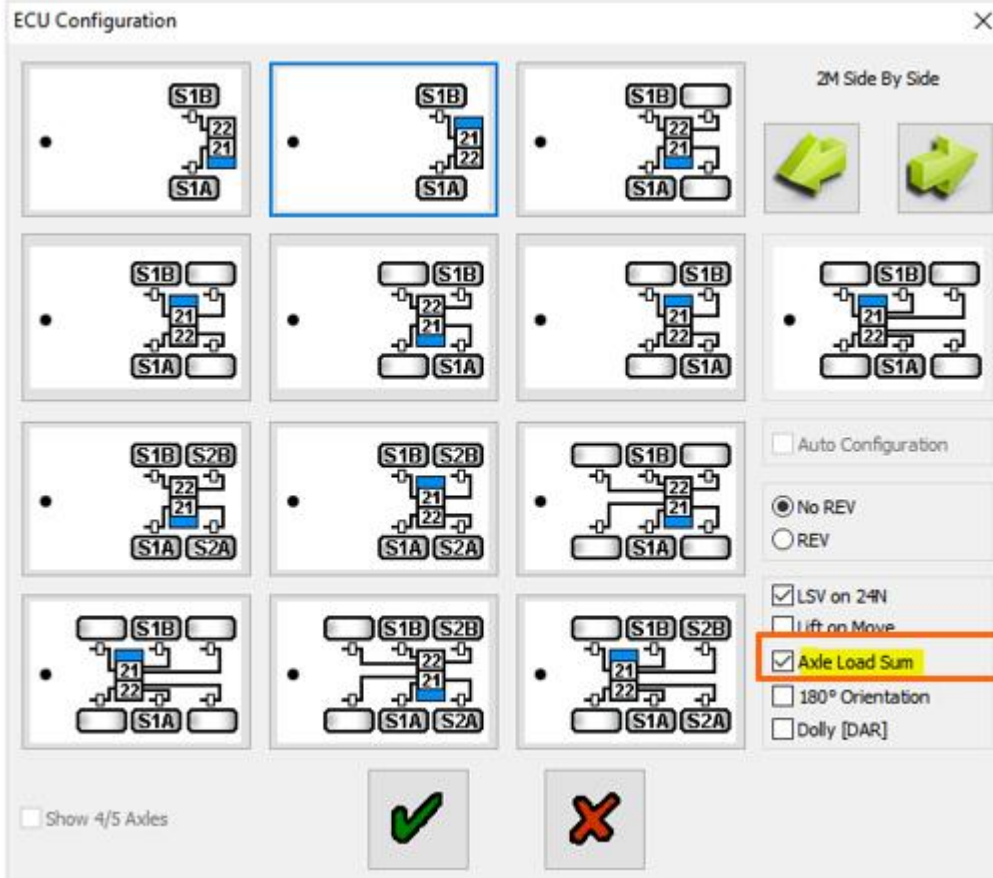 ECU Configuration
2M Side By Side
S1B
22
21
S1A
S1B
21
22
S1A
S1B
22
21
S1A
S1B
21
22
S1A
S1B
22
21
S1A
S1B
21
22
S1A
S1B
21
22
S1A
S1B S2B
22
21
S1A S2A
S1B S2B
21
22
S1A S2A
S1B
22
21
S1A
Auto Configuration
No REV
REV
S1B
21
22
S1A
S1B S2B
22
21
S1A S2A
S1B S2B
21
22
S1A S2A
LSV on 24N
Lift on Move
Axle Load Sum
180° Orientation
Dolly [DAR]
Show 4/5 Axles